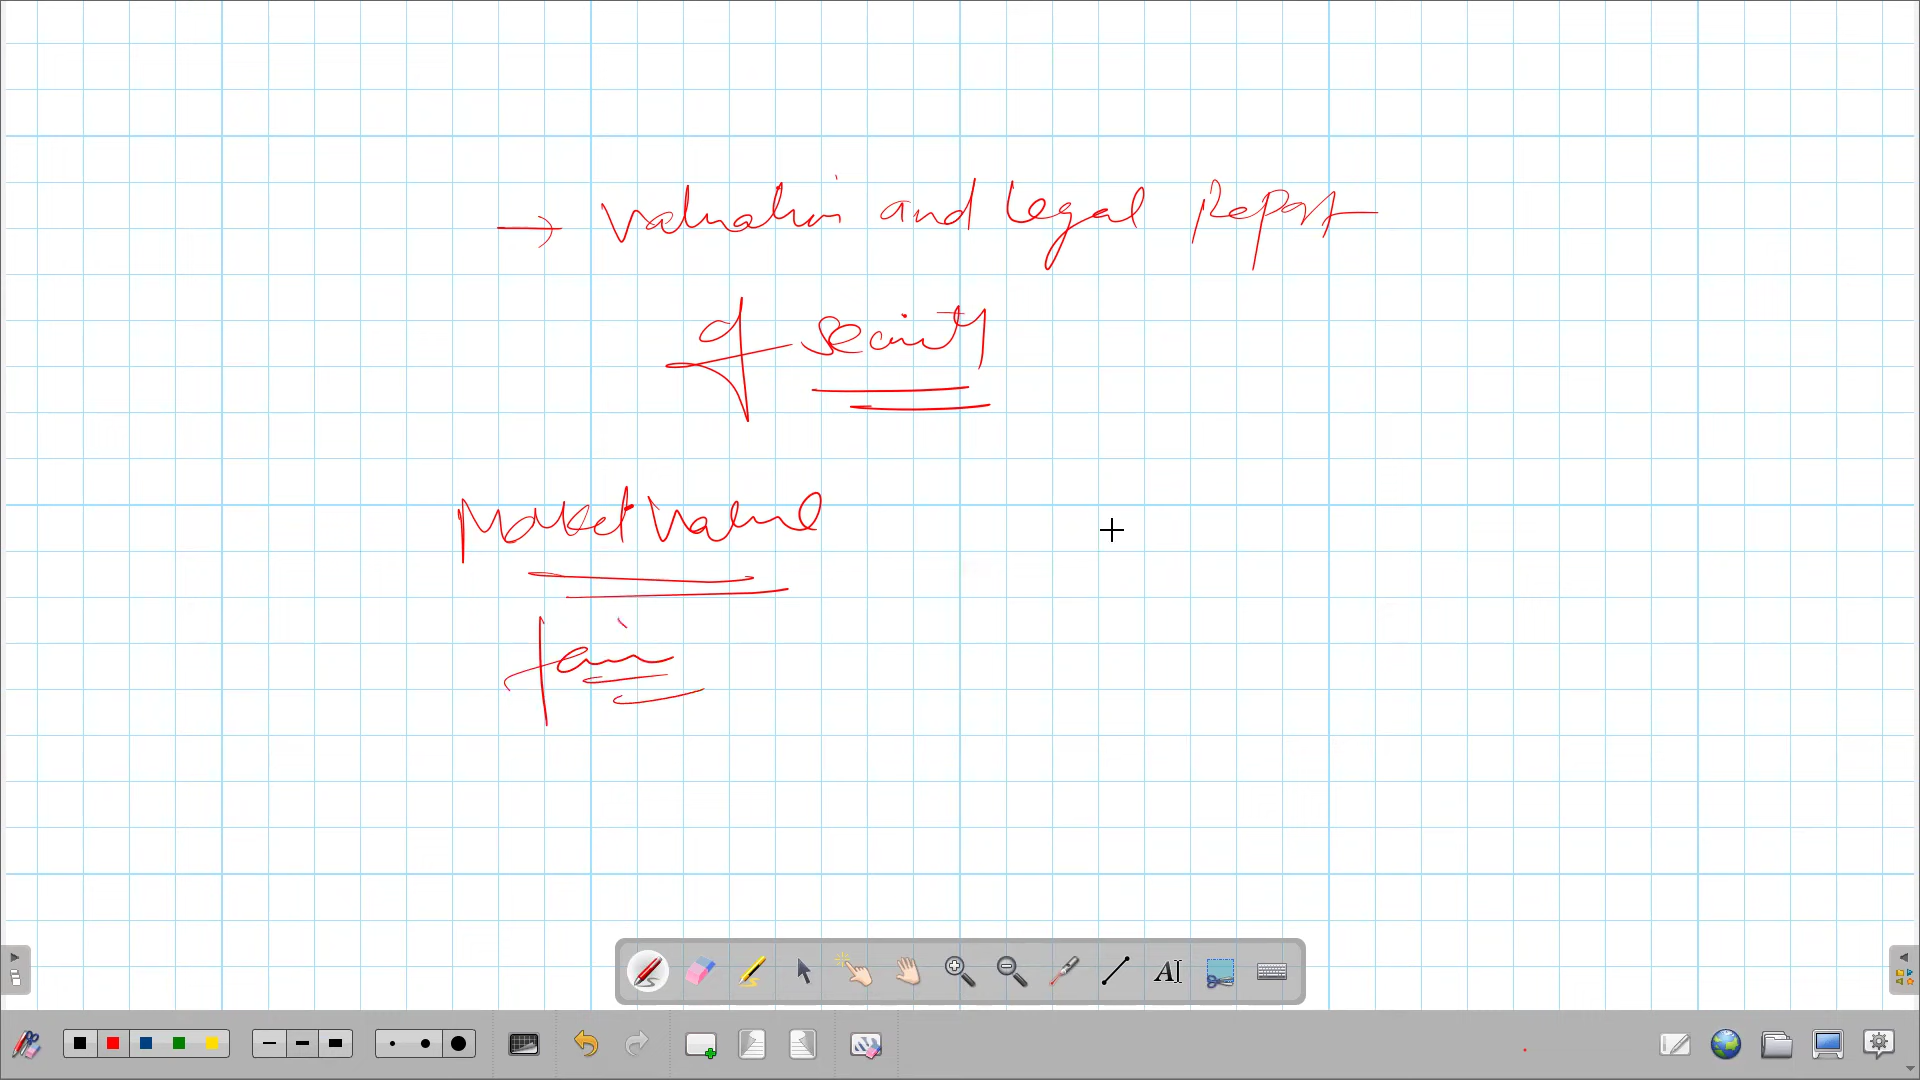 → Valuation and Legal Report
of security
Market Value
fair